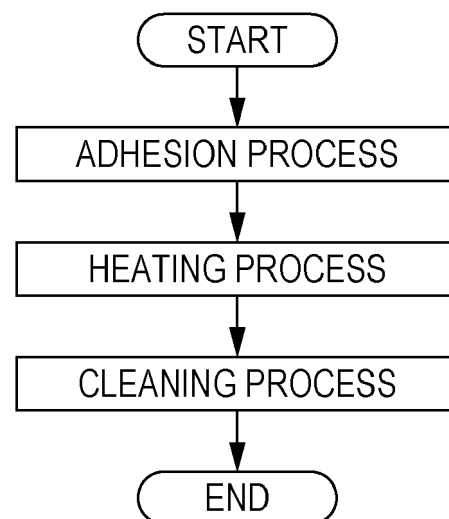 START
ADHESION PROCESS
HEATING PROCESS
CLEANING PROCESS
END